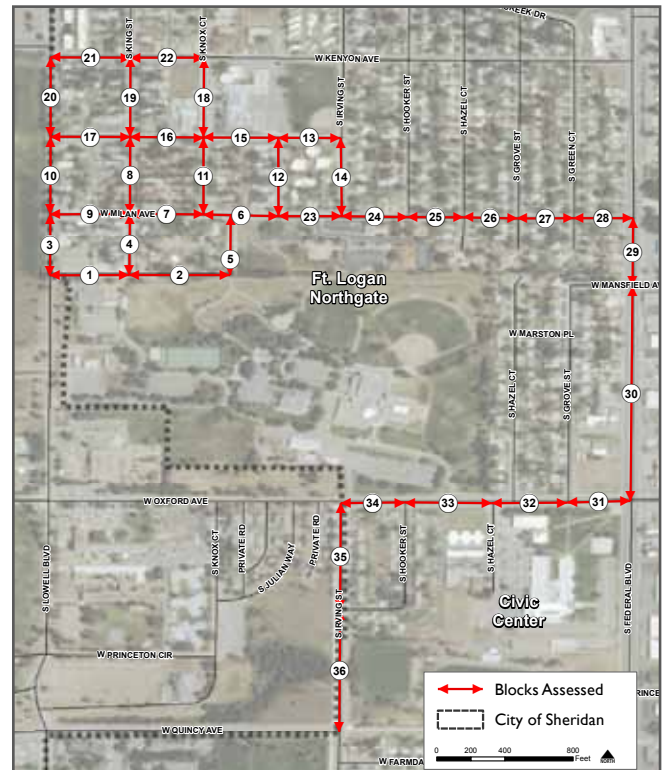 CREEK DR
S KING ST
S KNOX CT
21
22
W KENYON AVE
20
19
18
S IRVING ST
S HOOKER ST
S HAZEL CT
S GROVE ST
S GREEN CT
17
16
15
13
10
8
11
12
14
9
W MILAN AVE
7
6
23
24
25
26
27
28
3
4
5
29
1
2
Ft. Logan
Northgate
W MANSFIELD AV
W MARSTON PL
S HAZEL CT
S GROVE ST
30
W OXFORD AVE
34
33
32
31
S LOWELL BLVD
S KNOX CT
PRIVATE RD
S JULIAN WAY
PRIVATE RD
35
S IRVING ST
S HOOKER ST
S HAZEL CT
S FEDERAL BLVD
Civic
Center
W PRINCETON CIR
36
RINCE
W QUINCY AVE
W FARMDA
Blocks Assessed
City of Sheridan
0 200 400 800
Feet
NORTH